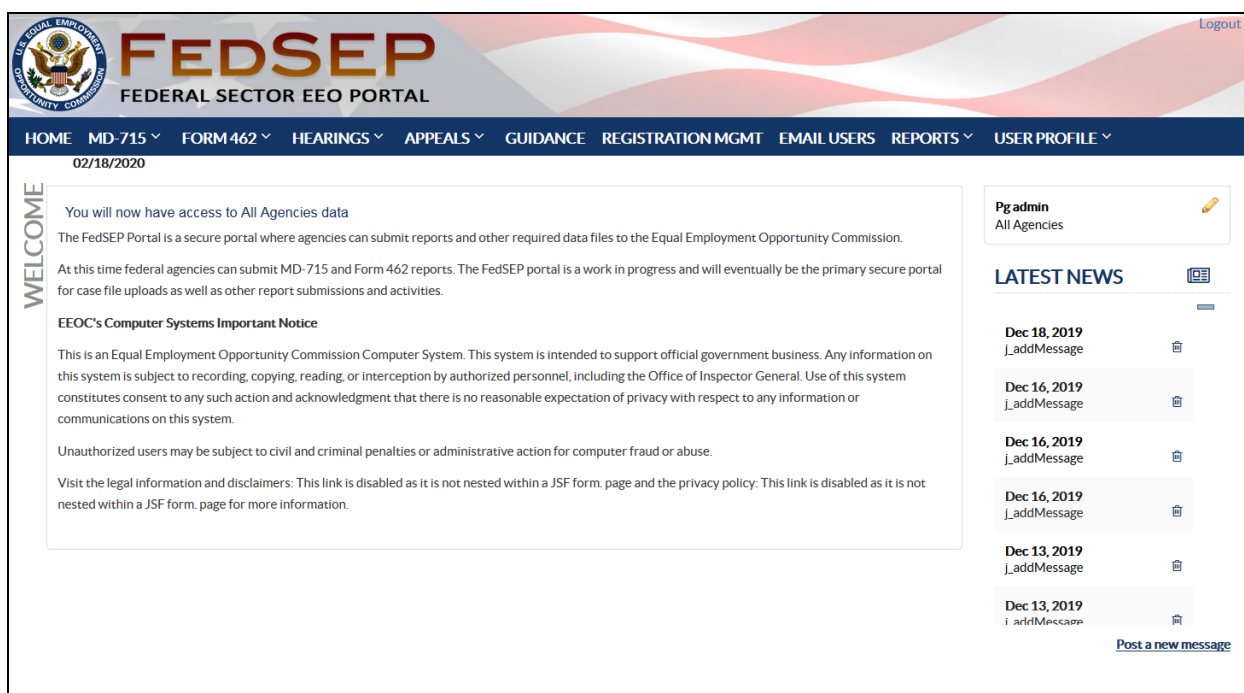 Logout
U.S. EQUAL EMPLOYMENT OPPORTUNITY COMMISSION
FEDSEP
FEDERAL SECTOR EEO PORTAL
HOME MD-715 FORM 462 HEARINGS APPEALS GUIDANCE REGISTRATION MGMT EMAIL USERS REPORTS USER PROFILE
02/18/2020
WELCOME
You will now have access to All Agencies data
The FedSEP Portal is a secure portal where agencies can submit reports and other required data files to the Equal Employment Opportunity Commission.
At this time federal agencies can submit MD-715 and Form 462 reports. The FedSEP portal is a work in progress and will eventually be the primary secure portal
for case file uploads as well as other report submissions and activities.
EEOC's Computer Systems Important Notice
This is an Equal Employment Opportunity Commission Computer System. This system is intended to support official government business. Any information on
this system is subject to recording, copying, reading, or interception by authorized personnel, including the Office of Inspector General. Use of this system
constitutes consent to any such action and acknowledgment that there is no reasonable expectation of privacy with respect to any information or
communications on this system.
Unauthorized users may be subject to civil and criminal penalties or administrative action for computer fraud or abuse.
Visit the legal information and disclaimers: This link is disabled as it is not nested within a JSF form. page and the privacy policy: This link is disabled as it is not
nested within a JSF form. page for more information.
Pg admin
All Agencies
LATEST NEWS
Dec 18, 2019
j_addMessage
Dec 16, 2019
j_addMessage
Dec 16, 2019
j_addMessage
Dec 16, 2019
j_addMessage
Dec 13, 2019
j_addMessage
Dec 13, 2019
j_addMessage
Post a new message